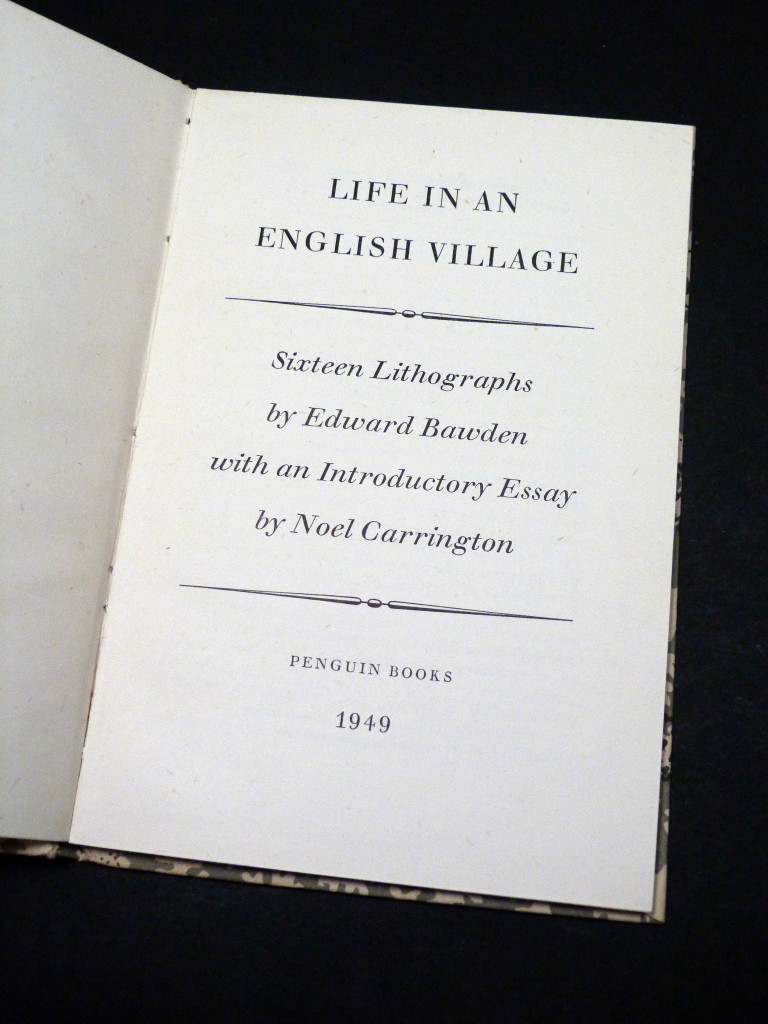 LIFE IN AN
ENGLISH VILLAGE
Sixteen Lithographs
by Edward Bawden
with an Introductory Essay
by Noel Carrington
PENGUIN BOOKS
1949